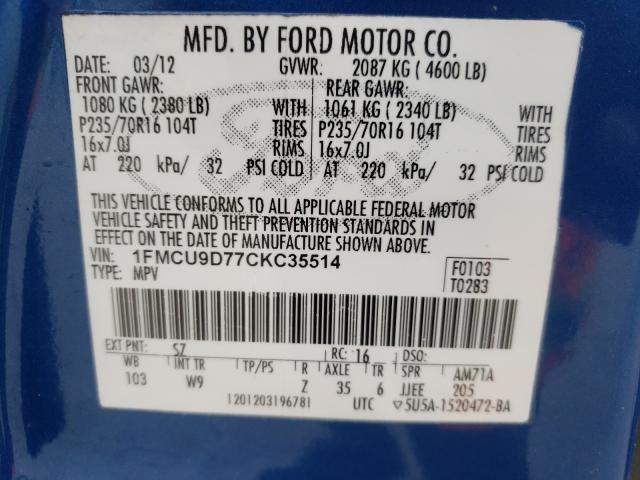 MFD. BY FORD MOTOR CO.
DATE: 03/12 GVWR: 2087 KG ( 4600 LB)
FRONT GAWR: REAR GAWR:
1080 KG ( 2380 LB) WITH 1061 KG ( 2340 LB) WITH
P235/70R16 104T TIRES P235/70R16 104T TIRES
16x7.0J RIMS 16x7.0J RIMS
AT 220 kPa/ 32 PSI COLD AT 220 kPa/ 32 PSI COLD
Ford
THIS VEHICLE CONFORMS TO ALL APPLICABLE FEDERAL MOTOR
VEHICLE SAFETY AND THEFT PREVENTION STANDARDS IN
EFFECT ON THE DATE OF MANUFACTURE SHOWN ABOVE.
VIN: 1FMCU9D77CKC35514 F0103
TYPE: MPV T0283
EXT PNT: SZ RC: 16 DSO:
WB INT TR TP/PS R AXLE TR SPR AM71A
103 W9 Z 35 6 JJEE 205
1201203196781 UTC ▽5U5A-1520472-BA